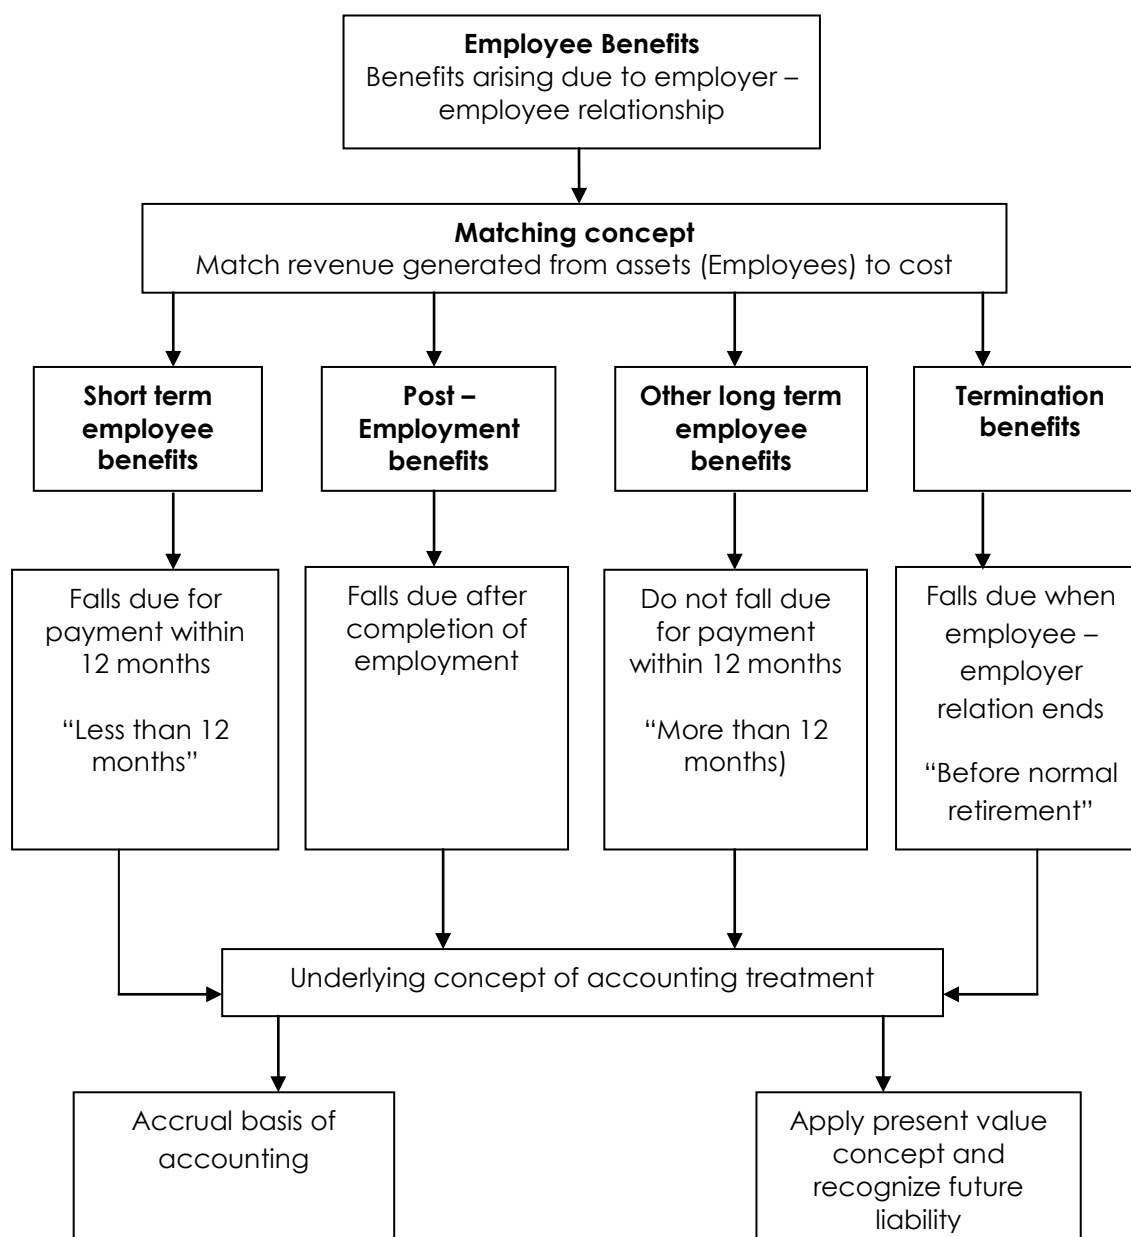 Employee Benefits
Benefits arising due to employer –
employee relationship
Matching concept
Match revenue generated from assets (Employees) to cost
Short term
employee
benefits
Post –
Employment
benefits
Other long term
employee
benefits
Termination
benefits
Falls due for
payment within
12 months
“Less than 12
months”
Falls due after
completion of
employment
Do not fall due
for payment
within 12 months
“More than 12
months)
Falls due when
employee –
employer
relation ends
“Before normal
retirement”
Underlying concept of accounting treatment
Accrual basis of
accounting
Apply present value
concept and
recognize future
liability